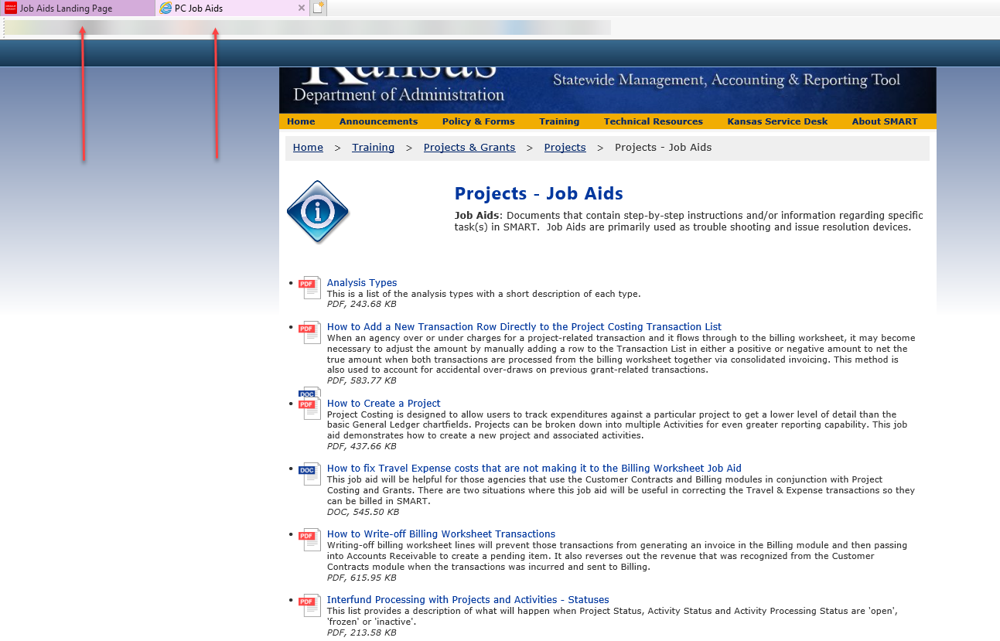 Job Aids Landing Page
PC Job Aids
Kansas
Department of Administration
Statewide Management, Accounting & Reporting Tool
Home Announcements Policy & Forms Training Technical Resources Kansas Service Desk About SMART
Home > Training > Projects & Grants > Projects > Projects - Job Aids
Projects - Job Aids
Job Aids: Documents that contain step-by-step instructions and/or information regarding specific
task(s) in SMART. Job Aids are primarily used as trouble shooting and issue resolution devices.
PDF
Analysis Types
This is a list of the analysis types with a short description of each type.
PDF, 243.68 KB
PDF
How to Add a New Transaction Row Directly to the Project Costing Transaction List
When an agency over or under charges for a project-related transaction and it flows through to the billing worksheet, it may become
necessary to adjust the amount by manually adding a row to the Transaction List in either a positive or negative amount to net the
true amount when both transactions are processed from the billing worksheet together via consolidated invoicing. This method is
also used to account for accidental over-draws on previous grant-related transactions.
PDF, 583.77 KB
DOC
PDF
How to Create a Project
Project Costing is designed to allow users to track expenditures against a particular project to get a lower level of detail than the
basic General Ledger chartfields. Projects can be broken down into multiple Activities for even greater reporting capability. This job
aid demonstrates how to create a new project and associated activities.
PDF, 437.66 KB
DOC
How to fix Travel Expense costs that are not making it to the Billing Worksheet Job Aid
This job aid will be helpful for those agencies that use the Customer Contracts and Billing modules in conjunction with Project
Costing and Grants. There are two situations where this job aid will be useful in correcting the Travel & Expense transactions so they
can be billed in SMART.
DOC, 545.50 KB
PDF
How to Write-off Billing Worksheet Transactions
Writing-off billing worksheet lines will prevent those transactions from generating an invoice in the Billing module and then passing
into Accounts Receivable to create a pending item. It also reverses out the revenue that was recognized from the Customer
Contracts module when the transactions was incurred and sent to Billing.
PDF, 615.95 KB
PDF
Interfund Processing with Projects and Activities - Statuses
This list provides a description of what will happen when Project Status, Activity Status and Activity Processing Status are 'open',
'frozen' or 'inactive'.
PDF, 213.58 KB